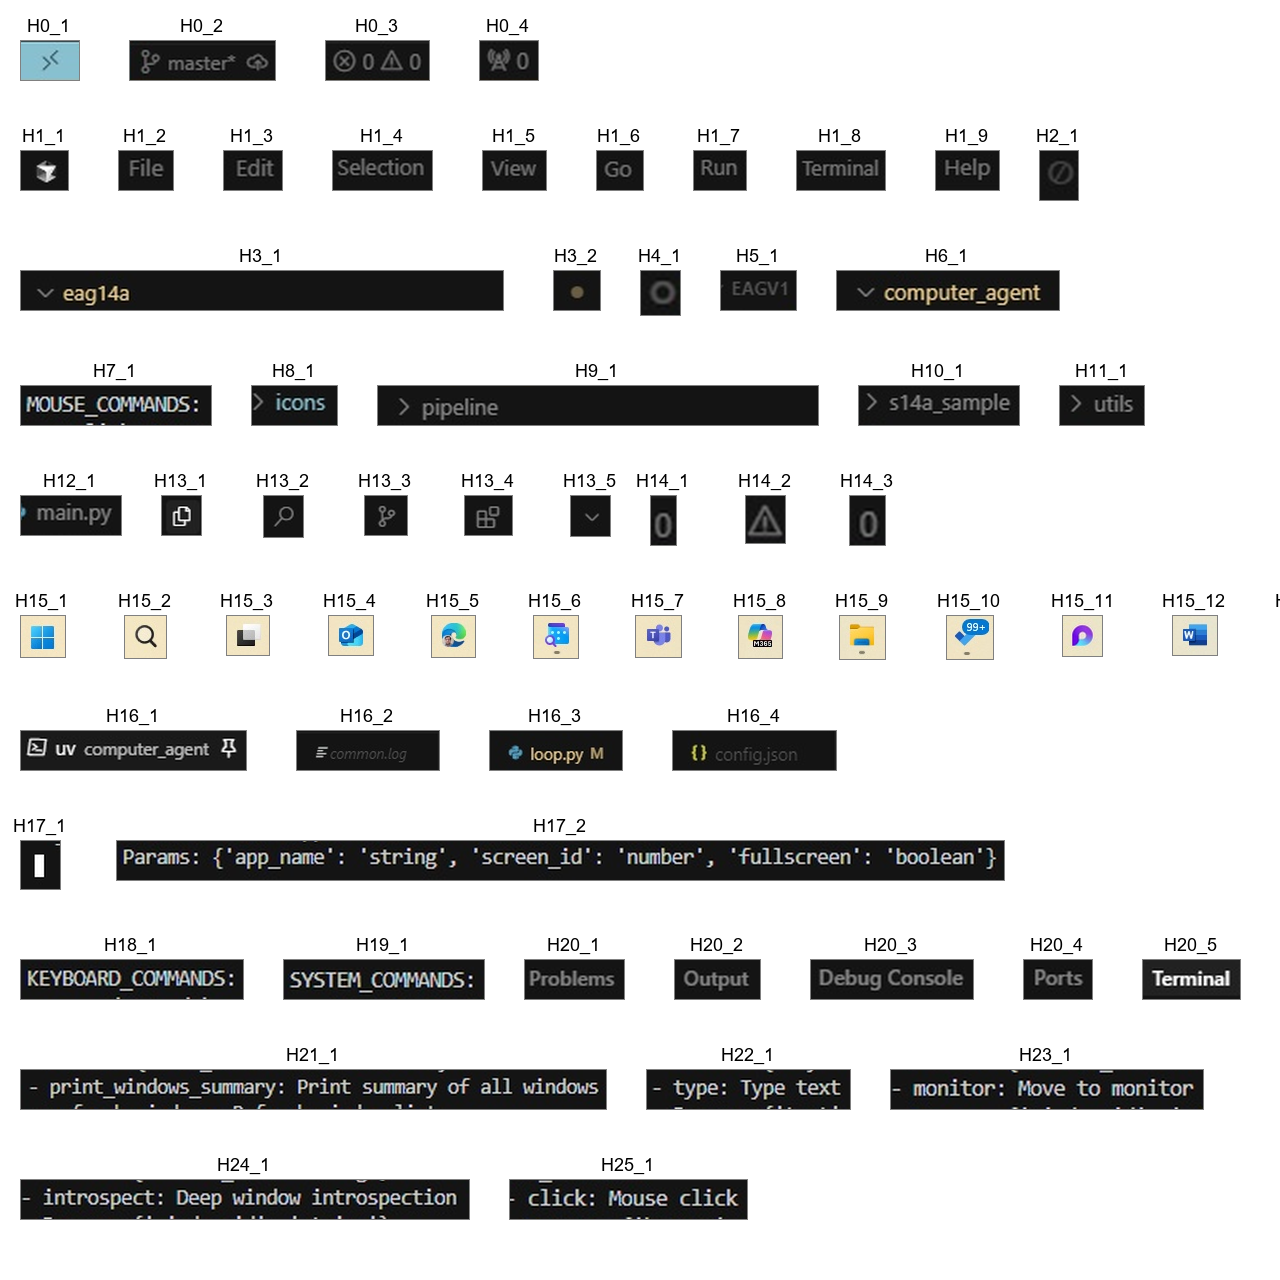 H0_1 H0_2 H0_3 H0_4
master* 0 0 0
H1_1 H1_2 H1_3 H1_4 H1_5 H1_6 H1_7 H1_8 H1_9 H2_1
File Edit Selection View Go Run Terminal Help
H3_1 H3_2 H4_1 H5_1 H6_1
eag14a EAGV1 computer_agent
H7_1 H8_1 H9_1 H10_1 H11_1
MOUSE_COMMANDS: icons pipeline s14a_sample utils
H12_1 H13_1 H13_2 H13_3 H13_4 H13_5 H14_1 H14_2 H14_3
main.py 0 0
H15_1 H15_2 H15_3 H15_4 H15_5 H15_6 H15_7 H15_8 H15_9 H15_10 H15_11 H15_12
M365 99+
H16_1 H16_2 H16_3 H16_4
uv computer_agent common.log loop.py M {} config.json
H17_1 H17_2
Params: {'app_name': 'string', 'screen_id': 'number', 'fullscreen': 'boolean'}
H18_1 H19_1 H20_1 H20_2 H20_3 H20_4 H20_5
KEYBOARD_COMMANDS: SYSTEM_COMMANDS: Problems Output Debug Console Ports Terminal
H21_1 H22_1 H23_1
- print_windows_summary: Print summary of all windows - type: Type text - monitor: Move to monitor
H24_1 H25_1
- introspect: Deep window introspection - click: Mouse click